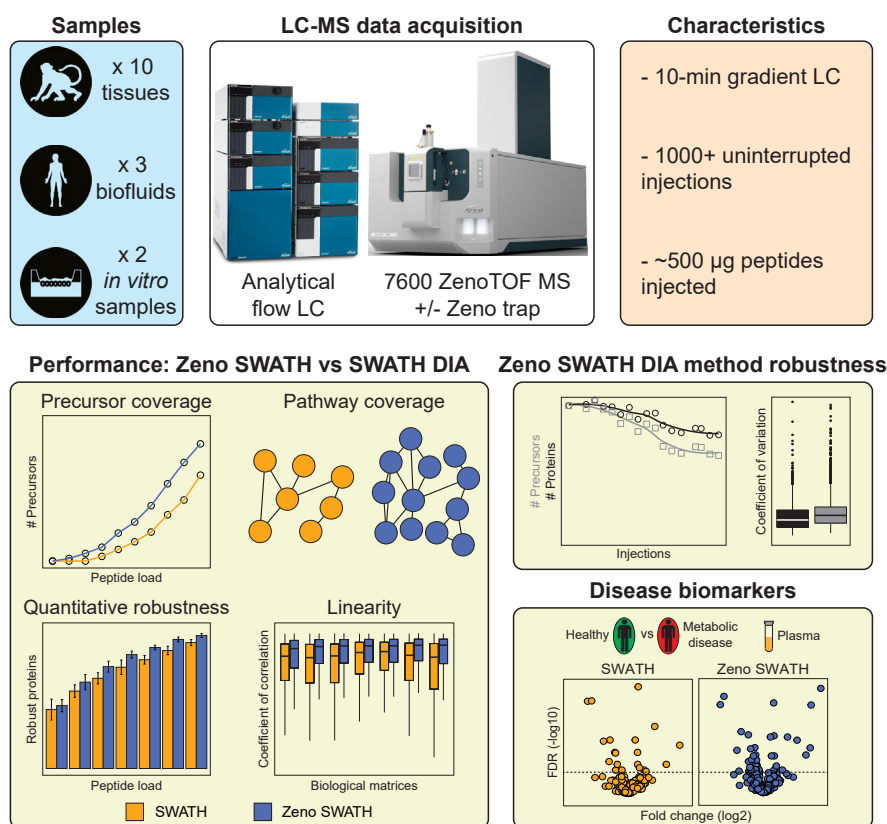 Samples
x 10
tissues
x 3
biofluids
x 2
in vitro
samples
LC-MS data acquisition
Analytical
flow LC
7600 ZenoTOF MS
+/- Zeno trap
Characteristics
- 10-min gradient LC
- 1000+ uninterrupted
injections
- ~500 µg peptides
injected
Performance: Zeno SWATH vs SWATH DIA
Precursor coverage
# Precursors
Peptide load
Pathway coverage
Quantitative robustness
Robust proteins
Peptide load
Linearity
Coefficient of correlation
Biological matrices
SWATH
Zeno SWATH
Zeno SWATH DIA method robustness
# Precursors
# Proteins
Injections
Coefficient of variation
Disease biomarkers
Healthy
vs
Metabolic
disease
Plasma
SWATH
Zeno SWATH
FDR (-log10)
Fold change (log2)